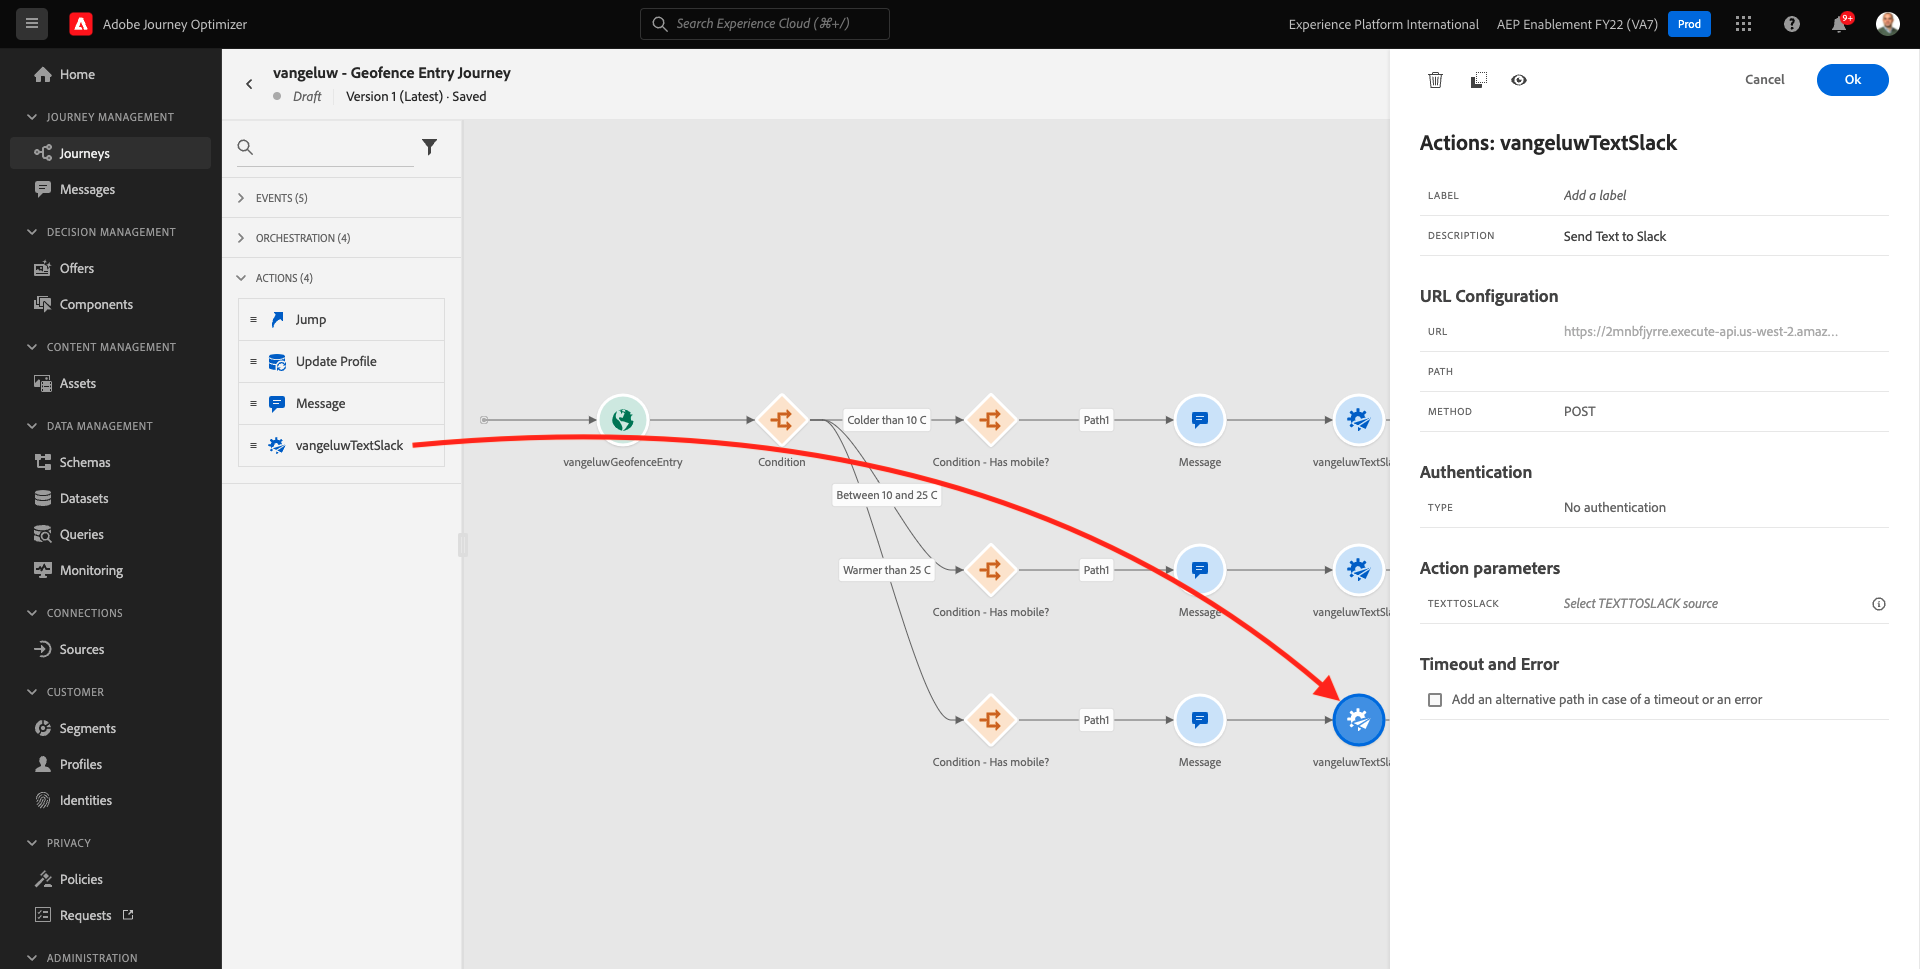 Adobe Journey Optimizer
Search Experience Cloud (⌘+/)
Experience Platform International
AEP Enablement FY22 (VA7)
Prod
9+
Home
JOURNEY MANAGEMENT
Journeys
Messages
DECISION MANAGEMENT
Offers
Components
CONTENT MANAGEMENT
Assets
DATA MANAGEMENT
Schemas
Datasets
Queries
Monitoring
CONNECTIONS
Sources
CUSTOMER
Segments
Profiles
Identities
PRIVACY
Policies
Requests
ADMINISTRATION
vangeluw - Geofence Entry Journey
Draft
Version 1 (Latest) · Saved
EVENTS (5)
ORCHESTRATION (4)
ACTIONS (4)
Jump
Update Profile
Message
vangeluwTextSlack
vangeluwGeofenceEntry
Condition
Colder than 10 C
Condition - Has mobile?
Path1
Message
vangeluwTextSla
Between 10 and 25 C
Warmer than 25 C
Condition - Has mobile?
Path1
Message
vangeluwTextSla
Condition - Has mobile?
Path1
Message
vangeluwTextSla
Cancel
Ok
Actions: vangeluwTextSlack
LABEL
Add a label
DESCRIPTION
Send Text to Slack
URL Configuration
URL
https://2mnbfjyrre.execute-api.us-west-2.amaz...
PATH
METHOD
POST
Authentication
TYPE
No authentication
Action parameters
TEXTTOSLACK
Select TEXTTOSLACK source
Timeout and Error
Add an alternative path in case of a timeout or an error